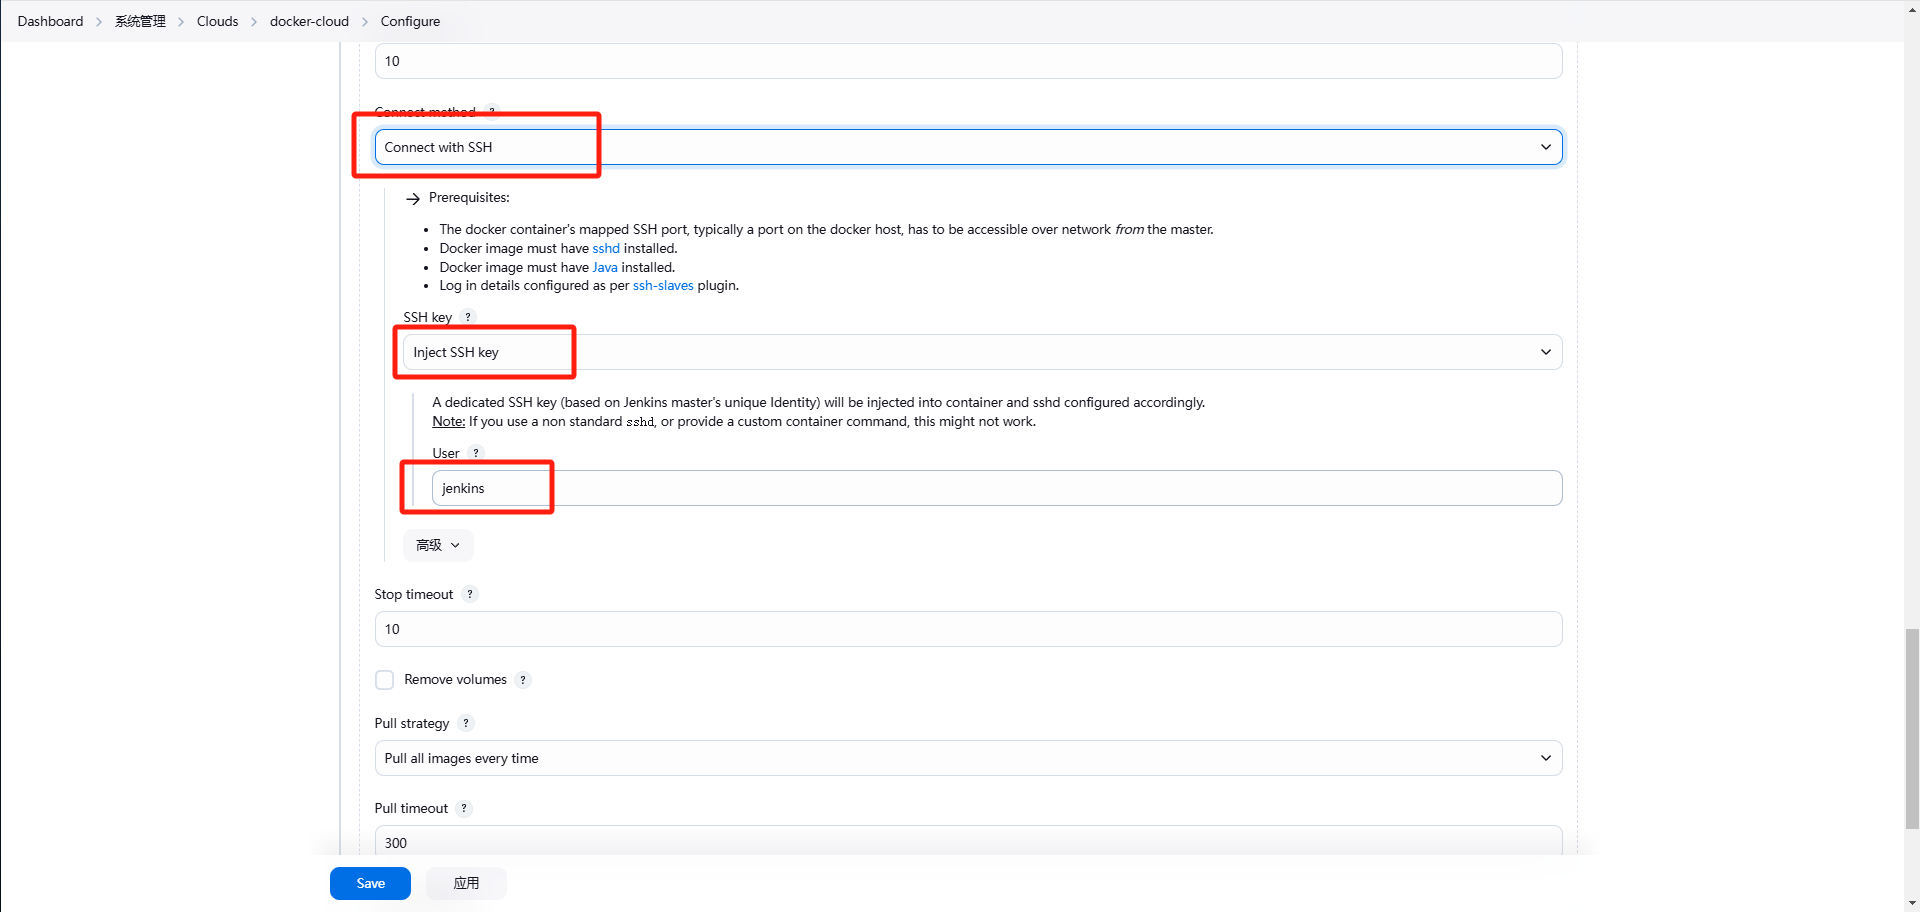 Dashboard > 系统管理 > Clouds > docker-cloud > Configure
10
Connect method ?
Connect with SSH
Prerequisites:
The docker container's mapped SSH port, typically a port on the docker host, has to be accessible over network from the master.
Docker image must have sshd installed.
Docker image must have Java installed.
Log in details configured as per ssh-slaves plugin.
SSH key ?
Inject SSH key
A dedicated SSH key (based on Jenkins master's unique Identity) will be injected into container and sshd configured accordingly.
Note: If you use a non standard sshd, or provide a custom container command, this might not work.
User ?
jenkins
高级
Stop timeout ?
10
Remove volumes ?
Pull strategy ?
Pull all images every time
Pull timeout ?
300
Save 应用